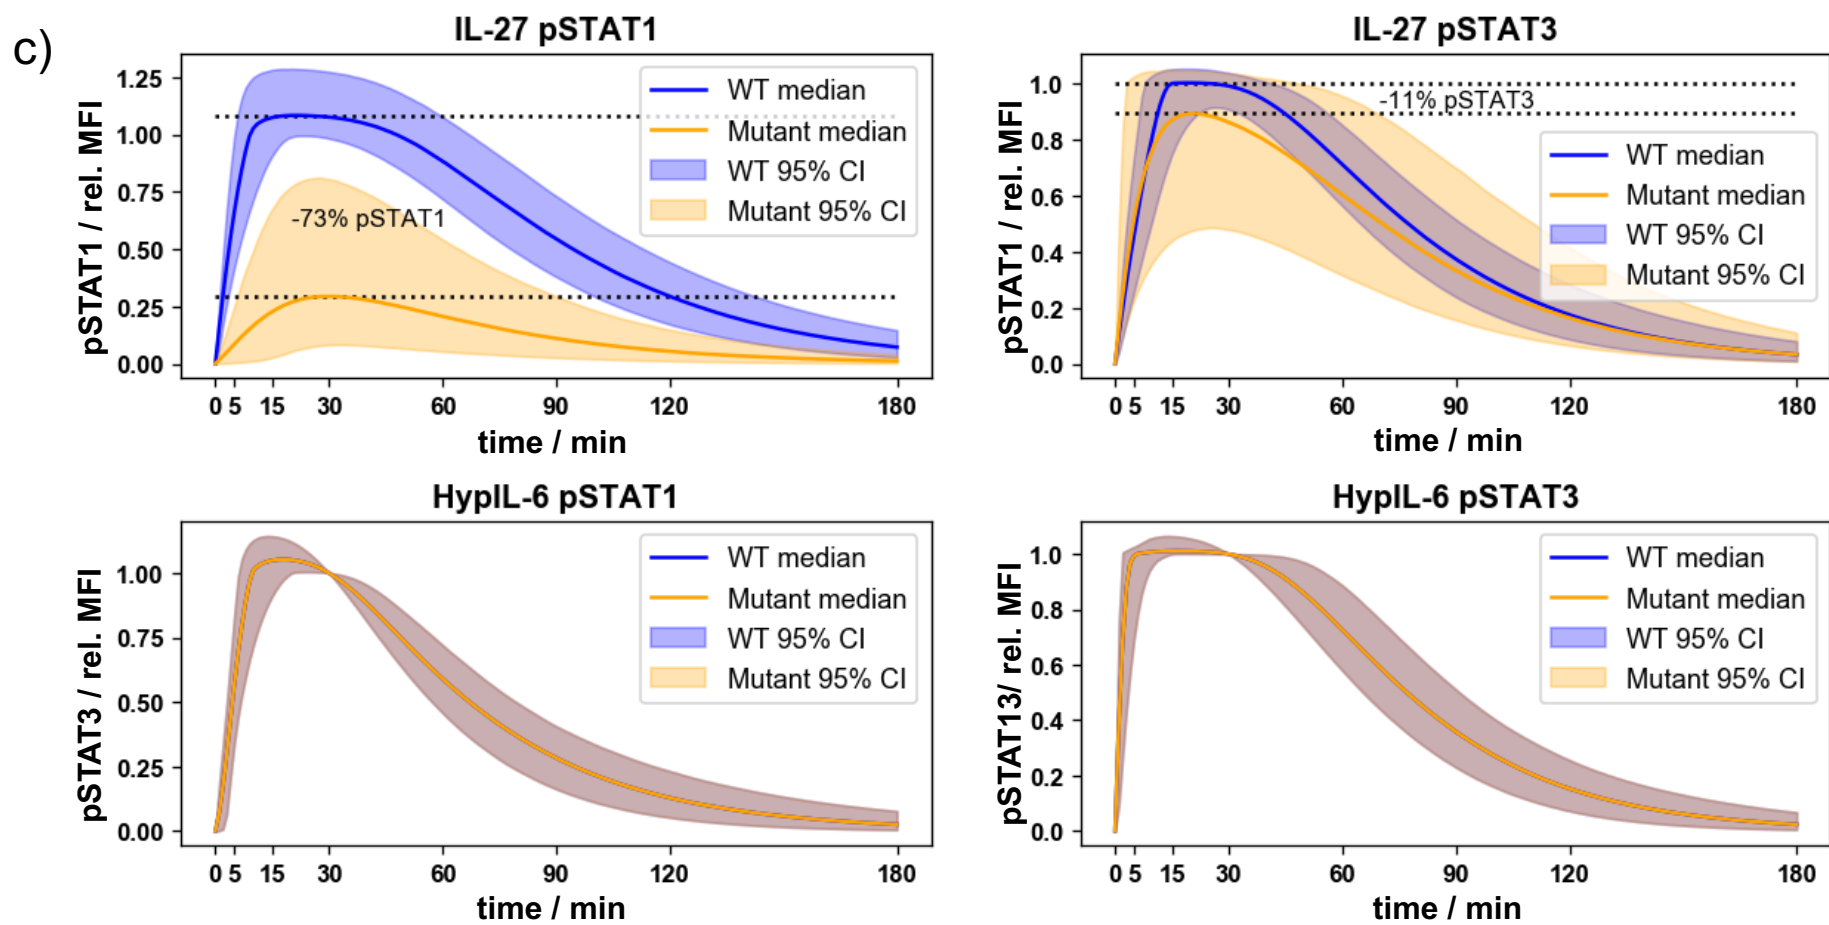 c)
IL-27 pSTAT1
pSTAT1 / rel. MFI
1.25
1.00
0.75
0.50
0.25
0.00
WT median
Mutant median
WT 95% CI
Mutant 95% CI
-73% pSTAT1
0 5 15 30 60 90 120 180
time / min
IL-27 pSTAT3
pSTAT1 / rel. MFI
1.0
0.8
0.6
0.4
0.2
0.0
-11% pSTAT3
WT median
Mutant median
WT 95% CI
Mutant 95% CI
0 5 15 30 60 90 120 180
time / min
HypIL-6 pSTAT1
pSTAT3 / rel. MFI
1.00
0.75
0.50
0.25
0.00
WT median
Mutant median
WT 95% CI
Mutant 95% CI
0 5 15 30 60 90 120 180
time / min
HypIL-6 pSTAT3
pSTAT13/ rel. MFI
1.0
0.8
0.6
0.4
0.2
0.0
WT median
Mutant median
WT 95% CI
Mutant 95% CI
0 5 15 30 60 90 120 180
time / min